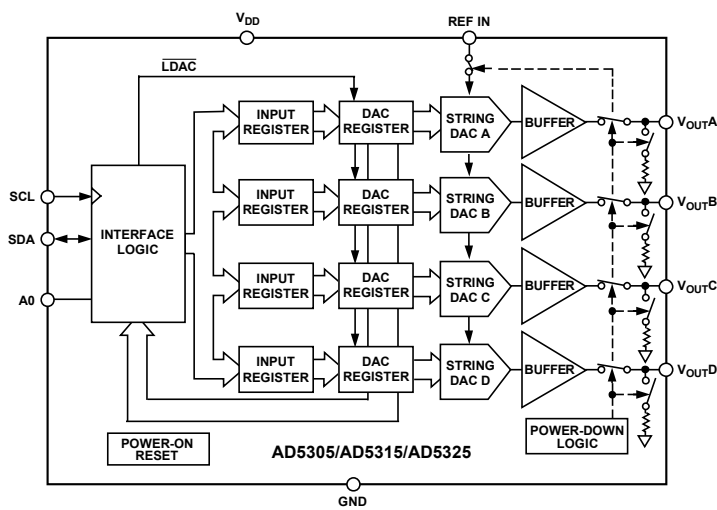 VDD
REF IN
LDAC
INPUT
REGISTER
DAC
REGISTER
STRING
DAC A
BUFFER
VOUTA
SCL
SDA
A0
INTERFACE
LOGIC
INPUT
REGISTER
DAC
REGISTER
STRING
DAC B
BUFFER
VOUTB
INPUT
REGISTER
DAC
REGISTER
STRING
DAC C
BUFFER
VOUTC
INPUT
REGISTER
DAC
REGISTER
STRING
DAC D
BUFFER
VOUTD
POWER-ON
RESET
AD5305/AD5315/AD5325
POWER-DOWN
LOGIC
GND